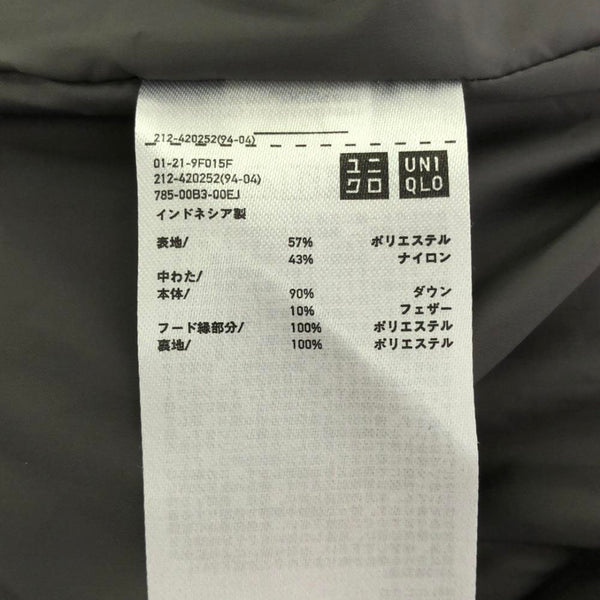 212-420252(94-04)
01-21-9F015F
212-420252(94-04)
785-00B3-00EJ
インドネシア製
ユニクロ
UNIQLO
表地/ 57% ポリエステル
43% ナイロン
中わた/
本体/ 90% ダウン
10% フェザー
フード縁部分/ 100% ポリエステル
裏地/ 100% ポリエステル